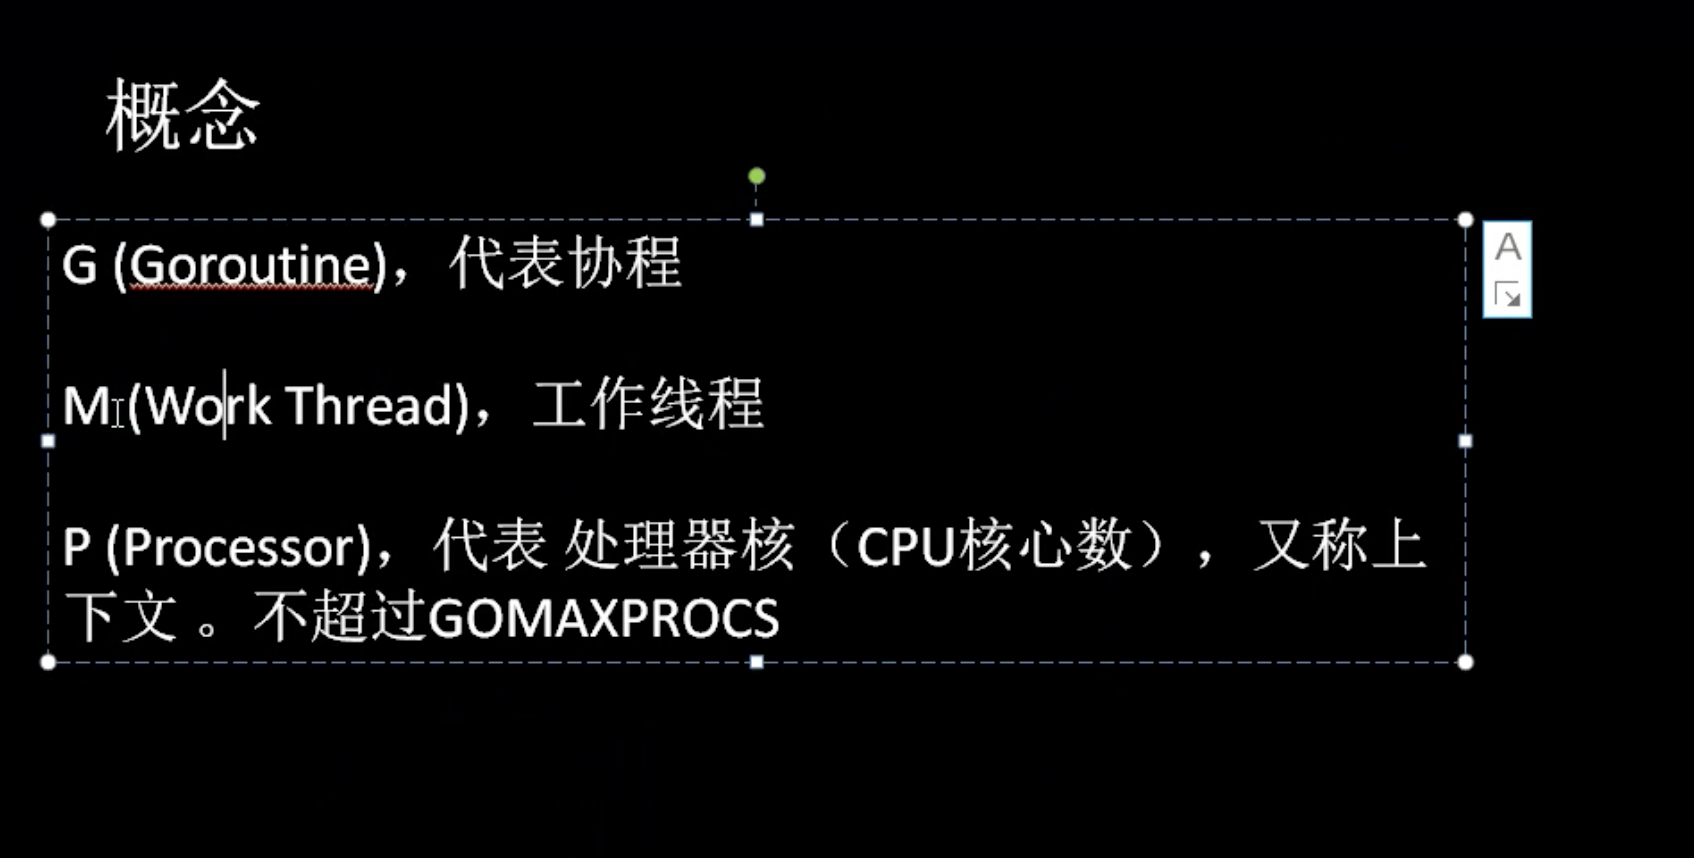 概念
G (Goroutine)，代表协程
A
M (Work Thread)，工作线程
P (Processor)，代表 处理器核（CPU核心数），又称上
下文 。不超过GOMAXPROCS